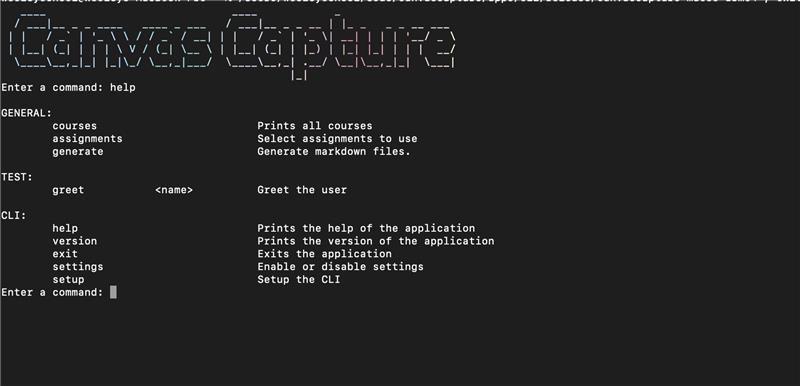 Canvas Capture
Enter a command: help
GENERAL:
courses Prints all courses
assignments Select assignments to use
generate Generate markdown files.
TEST:
greet <name> Greet the user
CLI:
help Prints the help of the application
version Prints the version of the application
exit Exits the application
settings Enable or disable settings
setup Setup the CLI
Enter a command: